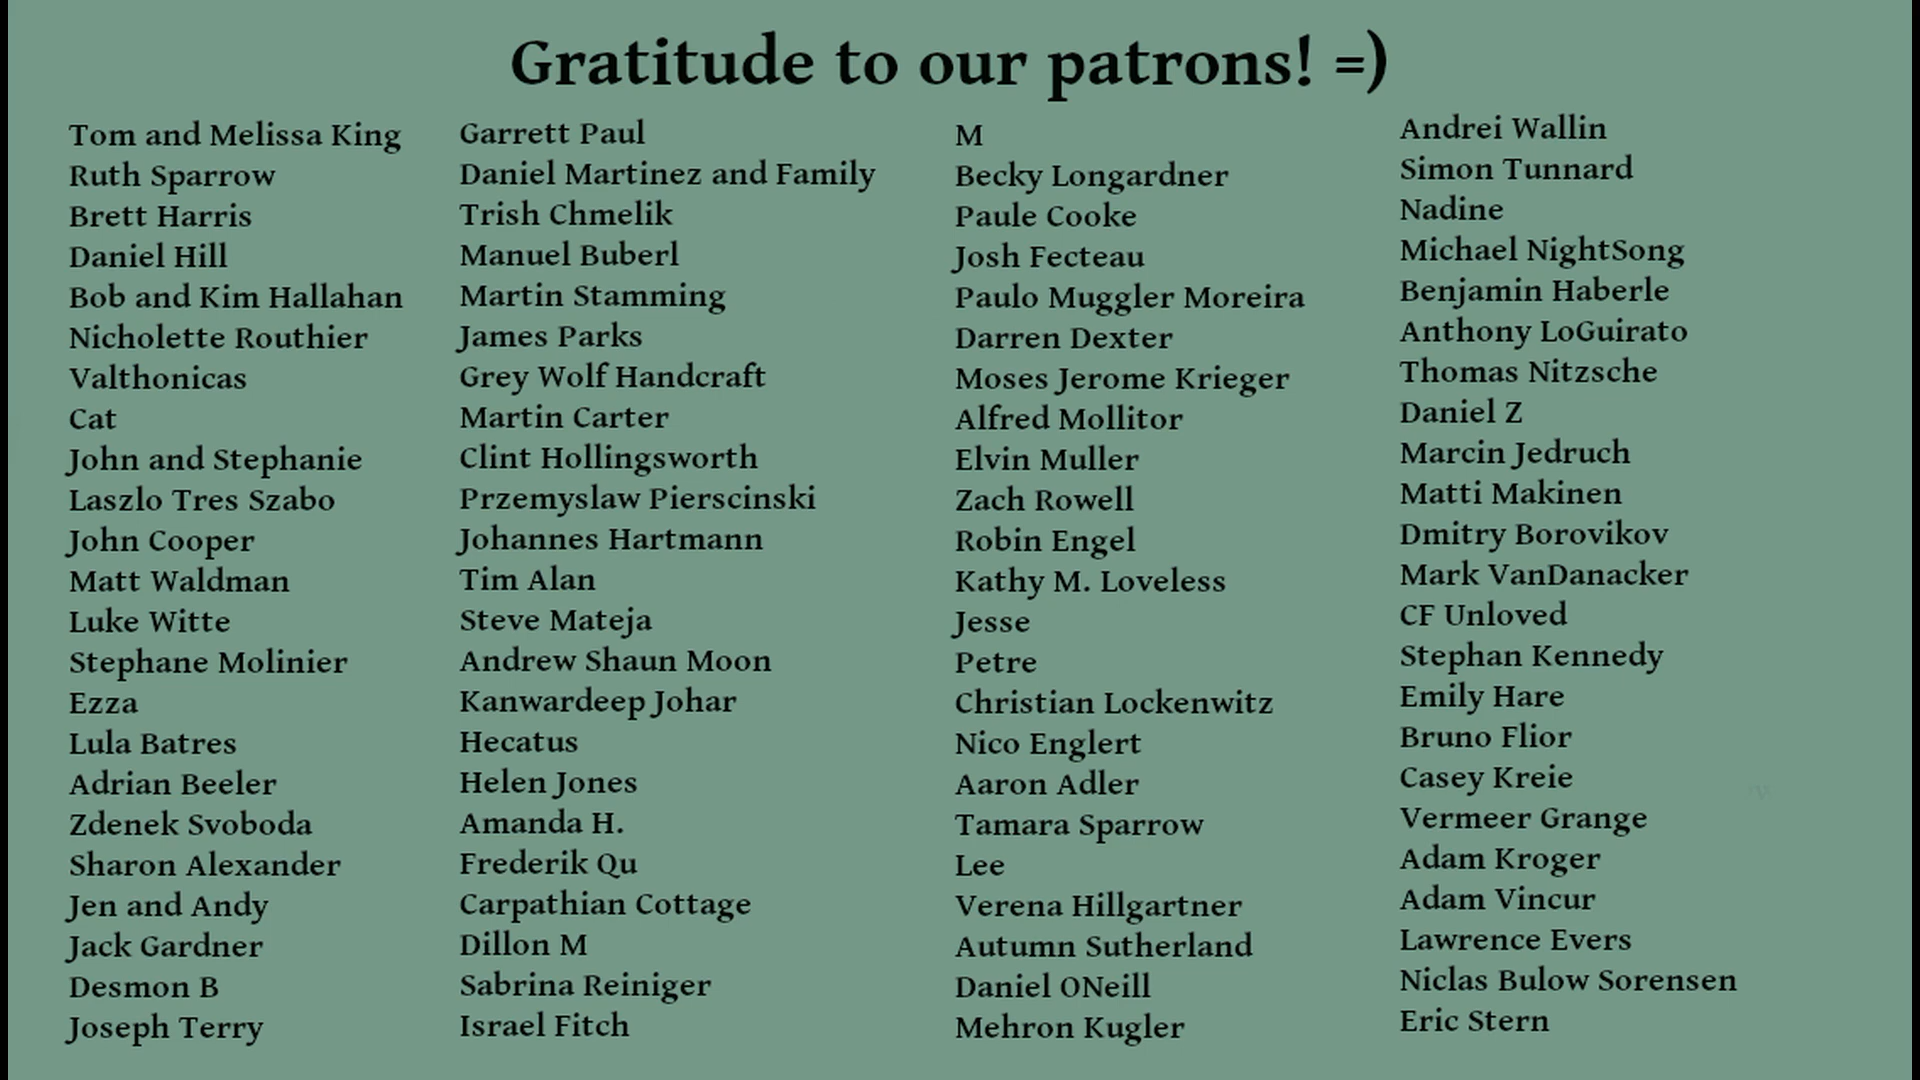 Gratitude to our patrons! =)
Tom and Melissa King
Ruth Sparrow
Brett Harris
Daniel Hill
Bob and Kim Hallahan
Nicholette Routhier
Valthonicas
Cat
John and Stephanie
Laszlo Tres Szabo
John Cooper
Matt Waldman
Luke Witte
Stephane Molinier
Ezza
Lula Batres
Adrian Beeler
Zdenek Svoboda
Sharon Alexander
Jen and Andy
Jack Gardner
Desmon B
Joseph Terry
Garrett Paul
Daniel Martinez and Family
Trish Chmelik
Manuel Buberl
Martin Stamming
James Parks
Grey Wolf Handcraft
Martin Carter
Clint Hollingsworth
Przemyslaw Pierscinski
Johannes Hartmann
Tim Alan
Steve Mateja
Andrew Shaun Moon
Kanwardeep Johar
Hecatus
Helen Jones
Amanda H.
Frederik Qu
Carpathian Cottage
Dillon M
Sabrina Reiniger
Israel Fitch
M
Becky Longardner
Paule Cooke
Josh Fecteau
Paulo Muggler Moreira
Darren Dexter
Moses Jerome Krieger
Alfred Mollitor
Elvin Muller
Zach Rowell
Robin Engel
Kathy M. Loveless
Jesse
Petre
Christian Lockenwitz
Nico Englert
Aaron Adler
Tamara Sparrow
Lee
Verena Hillgartner
Autumn Sutherland
Daniel ONeill
Mehron Kugler
Andrei Wallin
Simon Tunnard
Nadine
Michael NightSong
Benjamin Haberle
Anthony LoGuirato
Thomas Nitzsche
Daniel Z
Marcin Jedruch
Matti Makinen
Dmitry Borovikov
Mark VanDanacker
CF Unloved
Stephan Kennedy
Emily Hare
Bruno Flior
Casey Kreie
Vermeer Grange
Adam Kroger
Adam Vincur
Lawrence Evers
Niclas Bulow Sorensen
Eric Stern